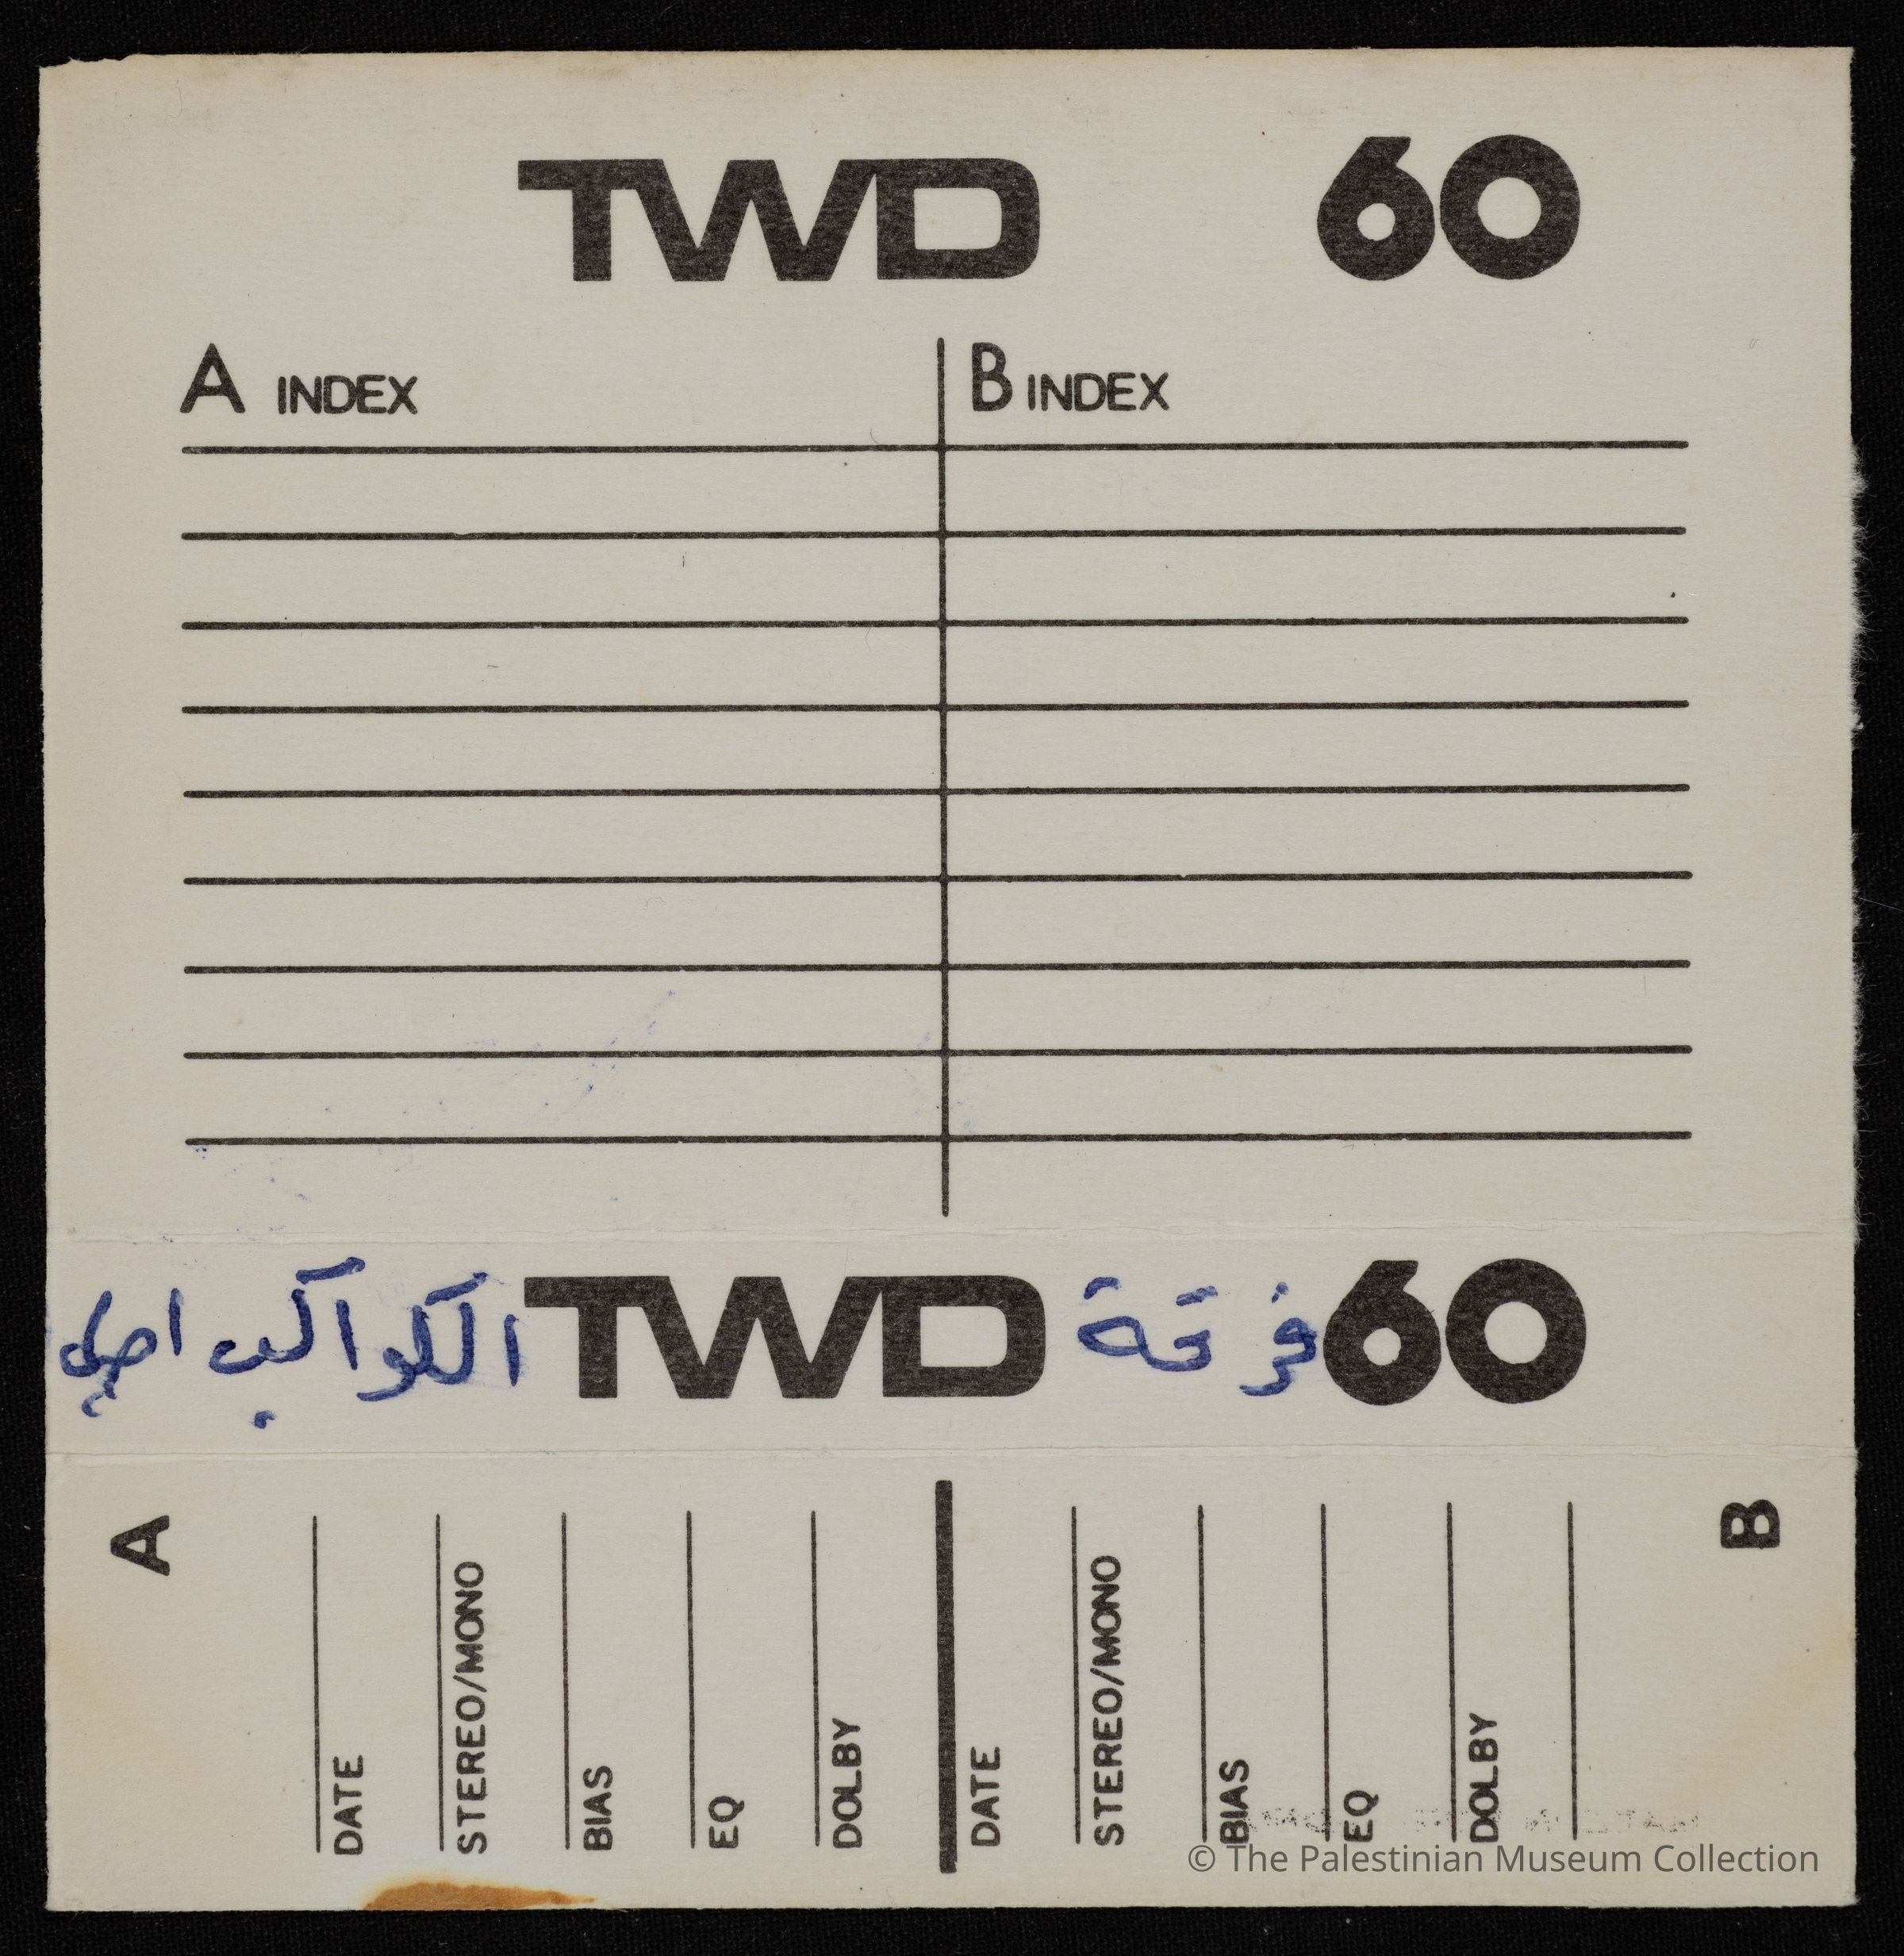 TWD 60
A INDEX
B INDEX
فرقة الكواكب اصلي
TWD 60
A
DATE
STEREO/MONO
BIAS
EQ
DOLBY
DATE
STEREO/MONO
BIAS
EQ
DOLBY
B
© The Palestinian Museum Collection